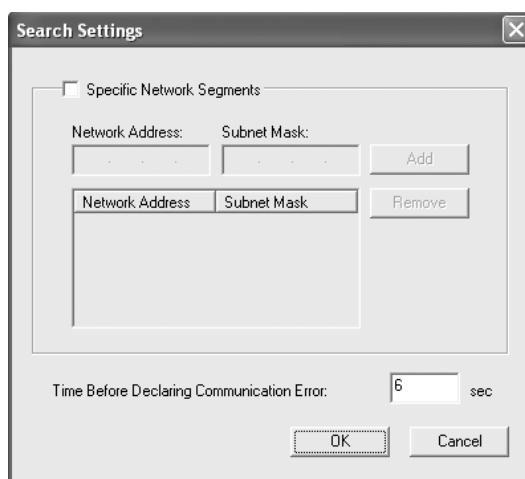 Search Settings
Specific Network Segments
Network Address: Subnet Mask:
Add
Network Address Subnet Mask
Remove
Time Before Declaring Communication Error: 6 sec
OK Cancel